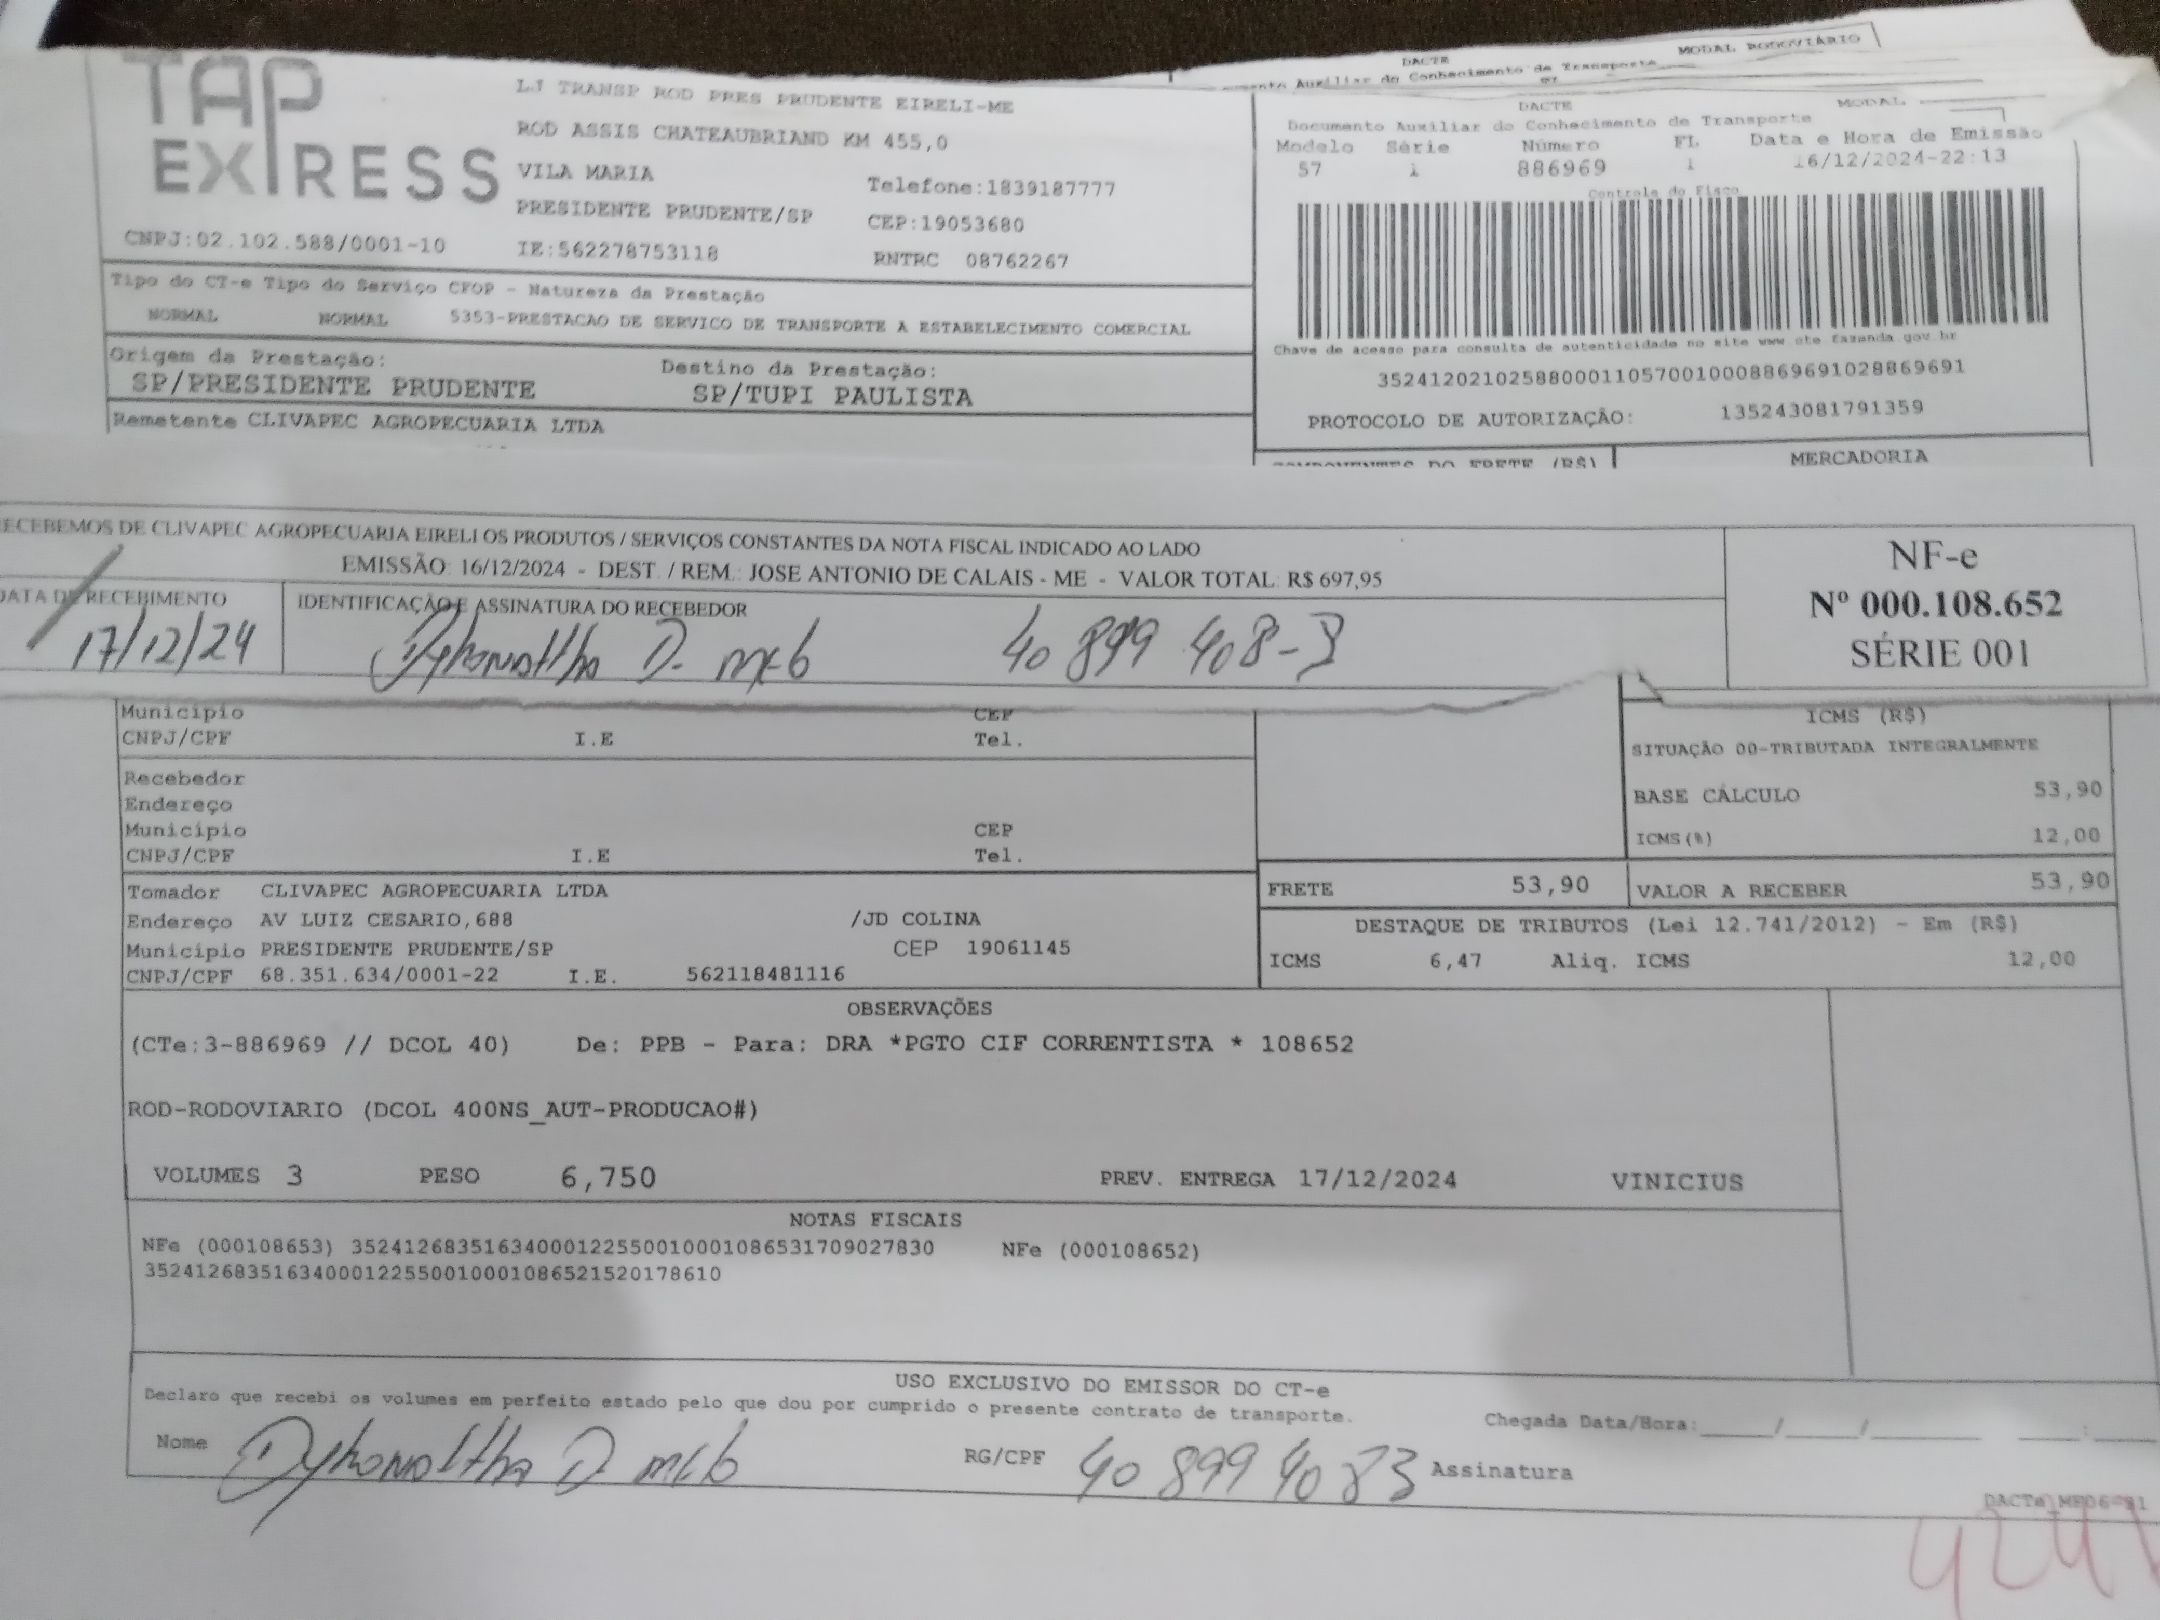 DACTE
MODAL RODOVIÁRIO
Auxiliar do Conhecimento de Transporte
TAP
EXPRESS
LJ TRANSP ROD PRES PRUDENTE EIRELI-ME
ROD ASSIS CHATEAUBRIAND KM 455,0
VILA MARIA
Telefone:1839187777
PRESIDENTE PRUDENTE/SP
CEP:19053680
CNPJ:02.102.588/0001-10
IE:562278753118
RNTRC 08762267
DACTE
MODAL
Documento Auxiliar do Conhecimento de Transporte
Modelo Série Número FL Data e Hora de Emissão
57 1 886969 1 16/12/2024-22:13
Controle do Fisco
Chave de acesso para consulta de autenticidade no site www.cte.fazenda.gov.br
35241202102588000110570010008869691028869691
PROTOCOLO DE AUTORIZAÇÃO: 135243081791359
Tipo do CT-e Tipo do Serviço CFOP - Natureza da Prestação
NORMAL NORMAL 5353-PRESTACAO DE SERVICO DE TRANSPORTE A ESTABELECIMENTO COMERCIAL
Origem da Prestação: Destino da Prestação:
SP/PRESIDENTE PRUDENTE SP/TUPI PAULISTA
Remetente CLIVAPEC AGROPECUARIA LTDA
COMPONENTES DO FRETE (R$) MERCADORIA
ECEBEMOS DE CLIVAPEC AGROPECUARIA EIRELI OS PRODUTOS / SERVIÇOS CONSTANTES DA NOTA FISCAL INDICADO AO LADO
EMISSÃO: 16/12/2024 - DEST. / REM.: JOSE ANTONIO DE CALAIS - ME - VALOR TOTAL: R$ 697,95
DATA DE RECEBIMENTO IDENTIFICAÇÃO E ASSINATURA DO RECEBEDOR
17/12/24 40 899 408-3
NF-e
Nº 000.108.652
SÉRIE 001
Município CEP
CNPJ/CPF I.E Tel.
Recebedor
Endereço
Município CEP
CNPJ/CPF I.E Tel.
ICMS (R$)
SITUAÇÃO 00-TRIBUTADA INTEGRALMENTE
BASE CÁLCULO 53,90
ICMS(%) 12,00
Tomador CLIVAPEC AGROPECUARIA LTDA
Endereço AV LUIZ CESARIO,688 /JD COLINA
Município PRESIDENTE PRUDENTE/SP CEP 19061145
CNPJ/CPF 68.351.634/0001-22 I.E. 562118481116
FRETE 53,90 VALOR A RECEBER 53,90
DESTAQUE DE TRIBUTOS (Lei 12.741/2012) - Em (R$)
ICMS 6,47 Aliq. ICMS 12,00
OBSERVAÇÕES
(CTe:3-886969 // DCOL 40) De: PPB - Para: DRA *PGTO CIF CORRENTISTA * 108652
ROD-RODOVIARIO (DCOL 400NS_AUT-PRODUCAO#)
VOLUMES 3 PESO 6,750 PREV. ENTREGA 17/12/2024 VINICIUS
NOTAS FISCAIS
NFe (000108653) 35241268351634000122550010001086531709027830 NFe (000108652)
35241268351634000122550010001086521520178610
USO EXCLUSIVO DO EMISSOR DO CT-e
Declaro que recebi os volumes em perfeito estado pelo que dou por cumprido o presente contrato de transporte.
Chegada Data/Hora:____/____/______ ____:____
Nome RG/CPF 40 899 4083 Assinatura